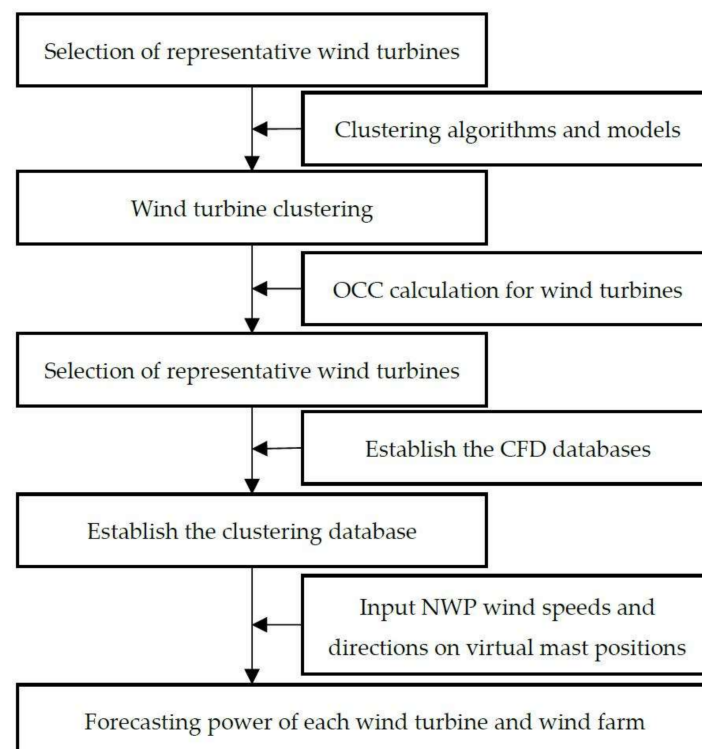 Selection of representative wind turbines
Clustering algorithms and models
Wind turbine clustering
OCC calculation for wind turbines
Selection of representative wind turbines
Establish the CFD databases
Establish the clustering database
Input NWP wind speeds and
directions on virtual mast positions
Forecasting power of each wind turbine and wind farm